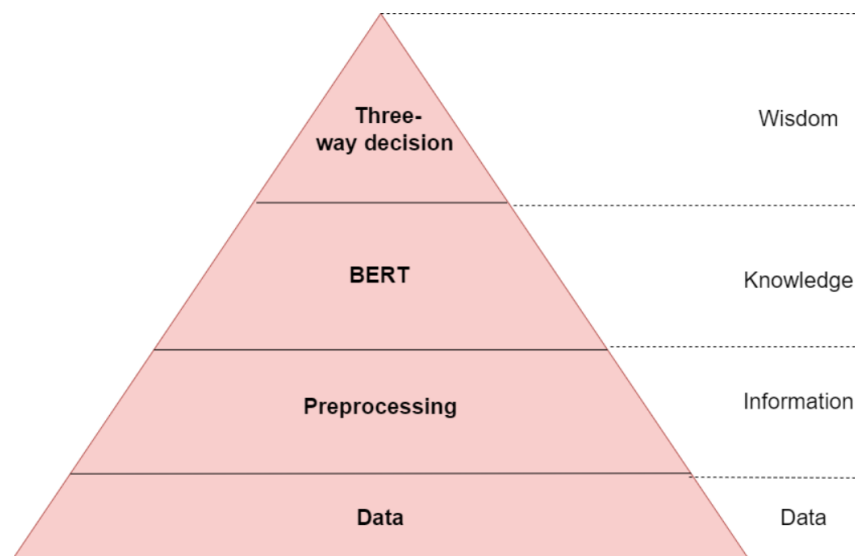 Three-
way decision
Wisdom
BERT
Knowledge
Preprocessing
Information
Data
Data